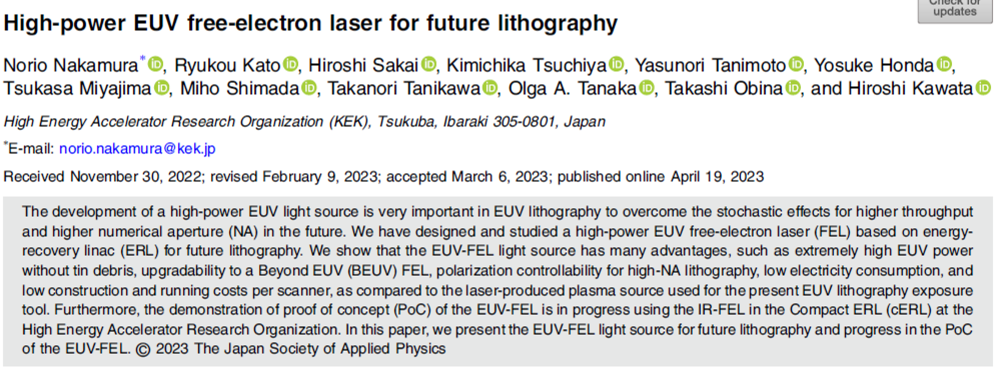 Check for
updates
High-power EUV free-electron laser for future lithography
Norio Nakamura* iD, Ryukou Kato iD, Hiroshi Sakai iD, Kimichika Tsuchiya iD, Yasunori Tanimoto iD, Yosuke Honda iD,
Tsukasa Miyajima iD, Miho Shimada iD, Takanori Tanikawa iD, Olga A. Tanaka iD, Takashi Obina iD, and Hiroshi Kawata iD
High Energy Accelerator Research Organization (KEK), Tsukuba, Ibaraki 305-0801, Japan
*E-mail: norio.nakamura@kek.jp
Received November 30, 2022; revised February 9, 2023; accepted March 6, 2023; published online April 19, 2023
The development of a high-power EUV light source is very important in EUV lithography to overcome the stochastic effects for higher throughput
and higher numerical aperture (NA) in the future. We have designed and studied a high-power EUV free-electron laser (FEL) based on energy-
recovery linac (ERL) for future lithography. We show that the EUV-FEL light source has many advantages, such as extremely high EUV power
without tin debris, upgradability to a Beyond EUV (BEUV) FEL, polarization controllability for high-NA lithography, low electricity consumption, and
low construction and running costs per scanner, as compared to the laser-produced plasma source used for the present EUV lithography exposure
tool. Furthermore, the demonstration of proof of concept (PoC) of the EUV-FEL is in progress using the IR-FEL in the Compact ERL (cERL) at the
High Energy Accelerator Research Organization. In this paper, we present the EUV-FEL light source for future lithography and progress in the PoC
of the EUV-FEL. © 2023 The Japan Society of Applied Physics